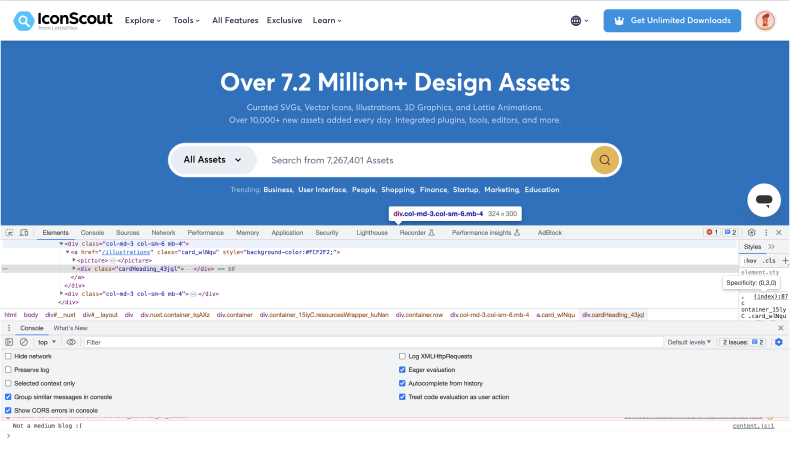 IconScout
from LottieFiles
Explore Tools All Features Exclusive Learn Get Unlimited Downloads
Over 7.2 Million+ Design Assets
Curated SVGs, Vector Icons, Illustrations, 3D Graphics, and Lottie Animations.
Over 10,000+ new assets added every day. Integrated plugins, tools, editors, and more.
All Assets Search from 7,267,401 Assets
Trending: Business, User Interface, People, Shopping, Finance, Startup, Marketing, Education
div.col-md-3.col-sm-6.mb-4 324 × 300
Elements Console Sources Network Performance Memory Application Security Lighthouse Recorder Performance insights AdBlock 1 2
<div class="col-md-3 col-sm-6 mb-4"> Styles
<a href="/illustrations" class="card_wlNqu" style="background-color:#FCF2F2;"> :hov .cls
<picture>…</picture> element.sty
<div class="cardHeading_43jql">…</div> == $0
</a> Specificity: (0,3,0)
</div> , (index):87
<div class="col-md-3 col-sm-6 mb-4">…</div> ontainer_15ly
</div> C .card_wlNqu
html body div#__nuxt div#__layout div div.nuxt.container_tqAXz div.container div.container_15lyC.resourcesWrapper_kuNsn div.container.row div.col-md-3.col-sm-6.mb-4 a.card_wlNqu div.cardHeading_43jql
Console What's New
top Filter Default levels 2 Issues: 2
Hide network Log XMLHttpRequests
Preserve log Eager evaluation
Selected context only Autocomplete from history
Group similar messages in console Treat code evaluation as user action
Show CORS errors in console
Not a medium blog :( content.js:1